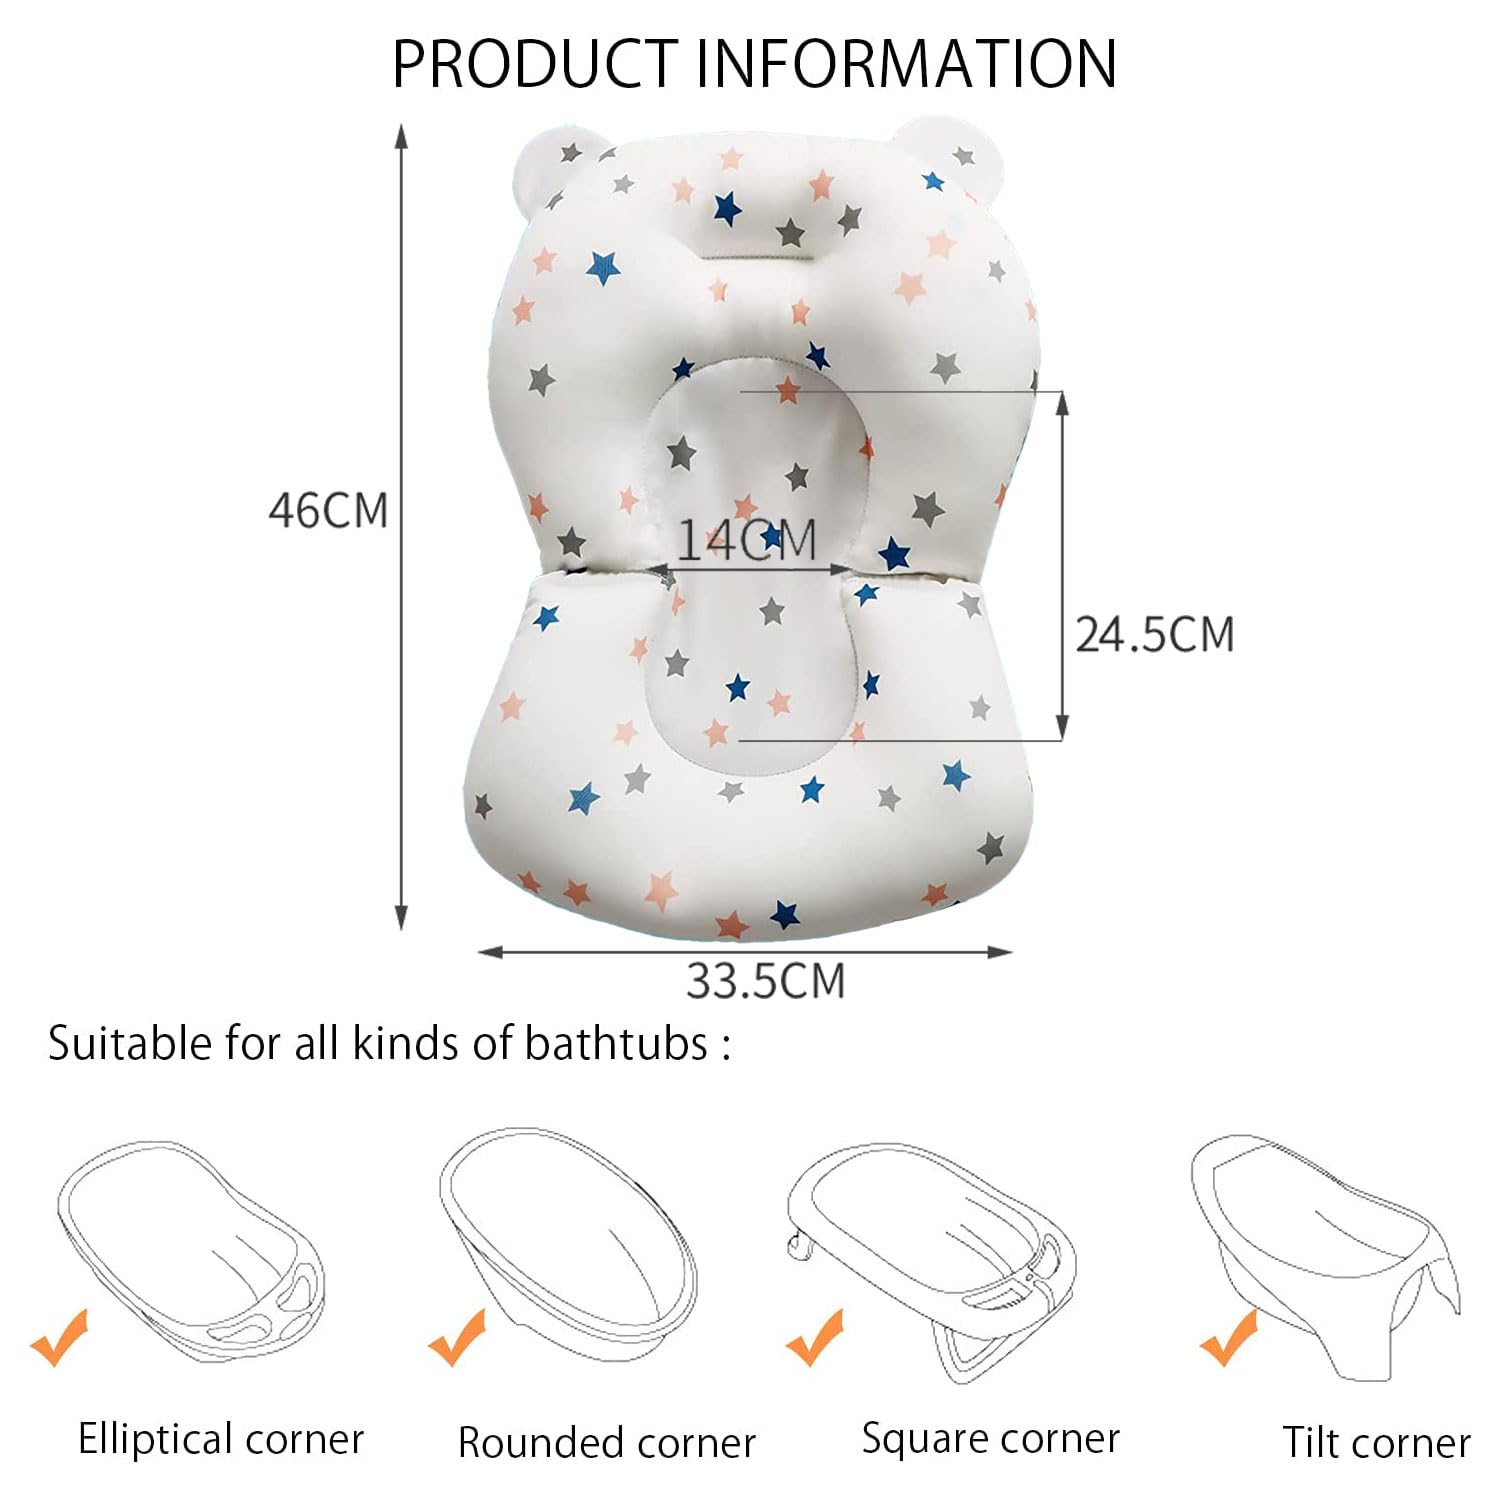 PRODUCT INFORMATION
46CM
14CM
24.5CM
33.5CM
Suitable for all kinds of bathtubs :
Elliptical corner
Rounded corner
Square corner
Tilt corner